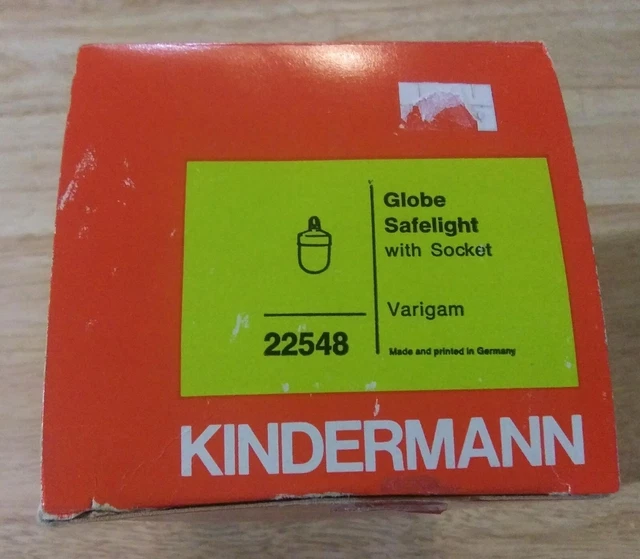 Globe
Safelight
with Socket
Varigam
22548
Made and printed in Germany
KINDERMANN